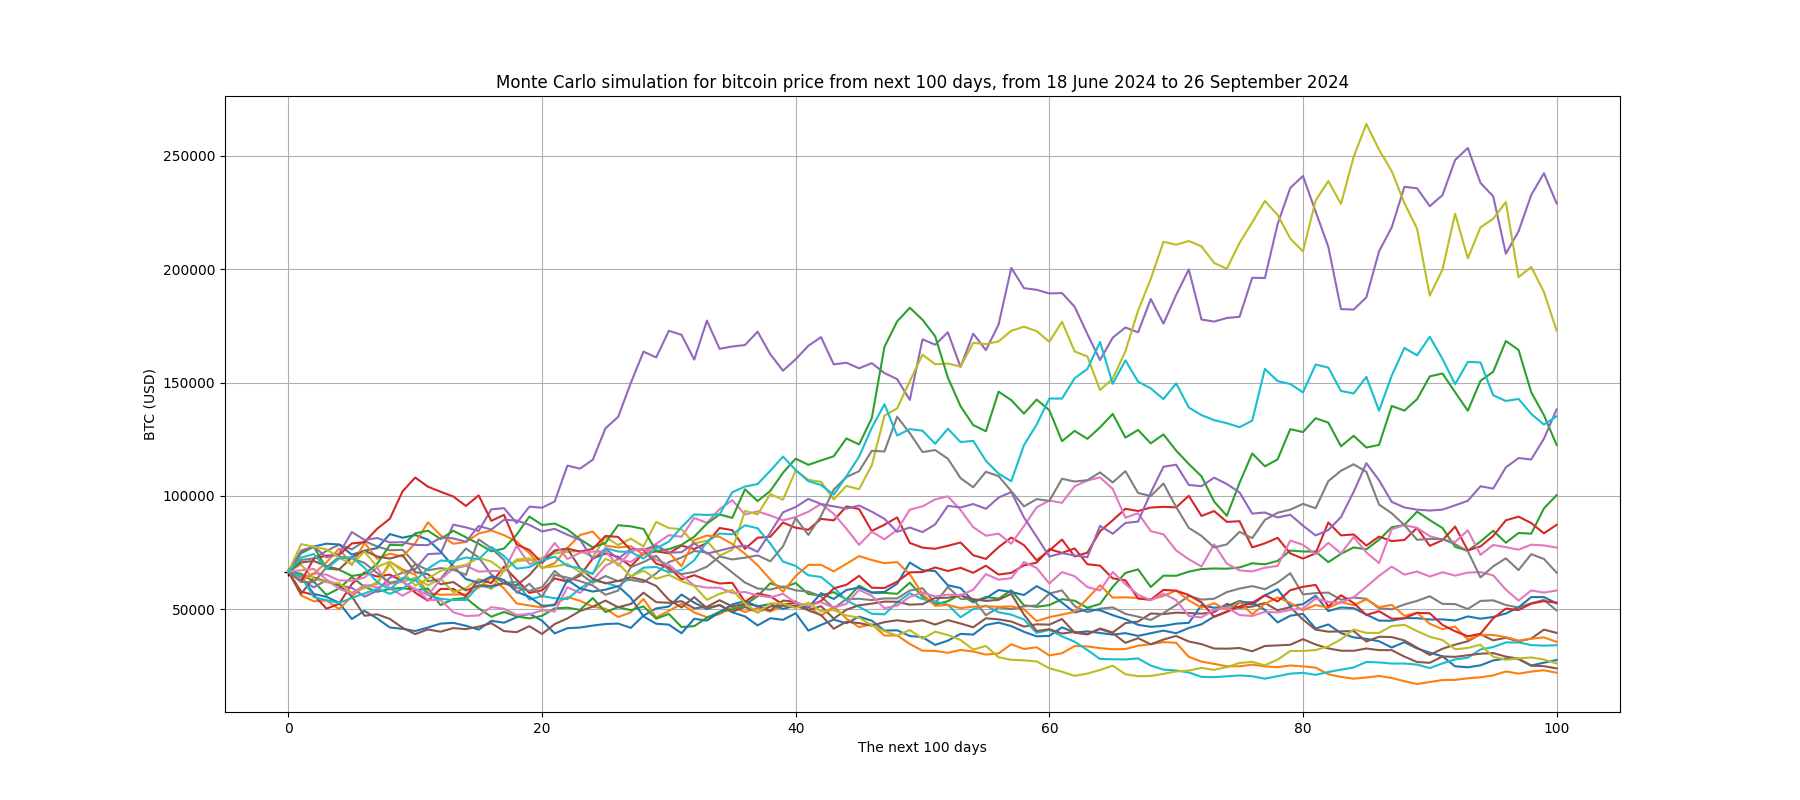 Monte Carlo simulation for bitcoin price from next 100 days, from 18 June 2024 to 26 September 2024
250000
200000
150000
100000
50000
BTC (USD)
0 20 40 60 80 100
The next 100 days